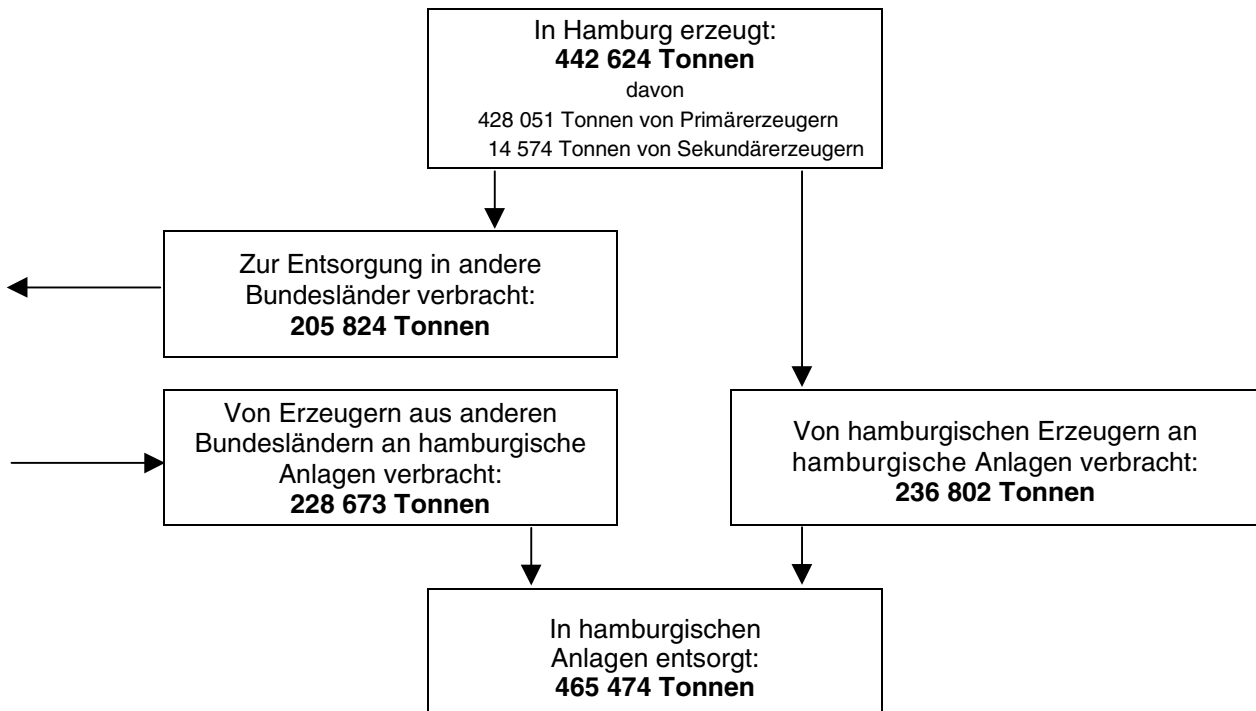 In Hamburg erzeugt:
442 624 Tonnen
davon
428 051 Tonnen von Primärerzeugern
14 574 Tonnen von Sekundärerzeugern
Zur Entsorgung in andere
Bundesländer verbracht:
205 824 Tonnen
Von Erzeugern aus anderen
Bundesländern an hamburgische
Anlagen verbracht:
228 673 Tonnen
Von hamburgischen Erzeugern an
hamburgische Anlagen verbracht:
236 802 Tonnen
In hamburgischen
Anlagen entsorgt:
465 474 Tonnen